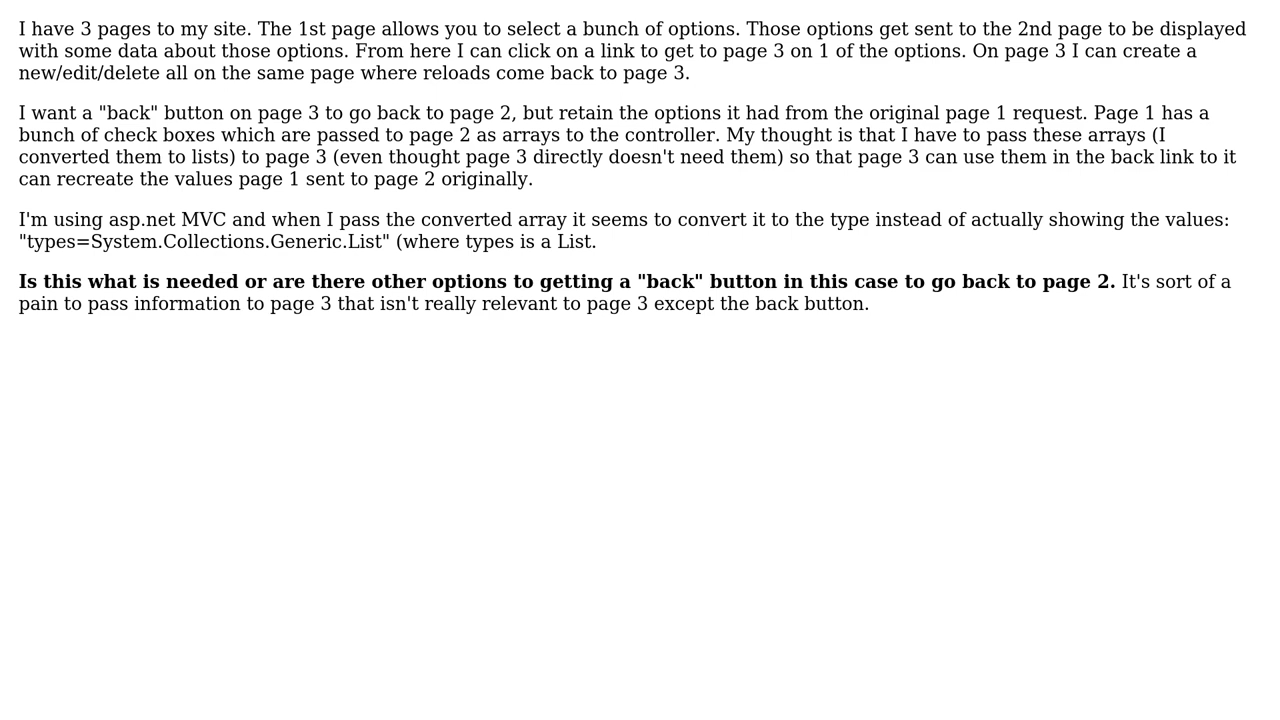 I have 3 pages to my site. The 1st page allows you to select a bunch of options. Those options get sent to the 2nd page to be displayed
with some data about those options. From here I can click on a link to get to page 3 on 1 of the options. On page 3 I can create a
new/edit/delete all on the same page where reloads come back to page 3.
I want a "back" button on page 3 to go back to page 2, but retain the options it had from the original page 1 request. Page 1 has a
bunch of check boxes which are passed to page 2 as arrays to the controller. My thought is that I have to pass these arrays (I
converted them to lists) to page 3 (even thought page 3 directly doesn't need them) so that page 3 can use them in the back link to it
can recreate the values page 1 sent to page 2 originally.
I'm using asp.net MVC and when I pass the converted array it seems to convert it to the type instead of actually showing the values:
"types=System.Collections.Generic.List" (where types is a List.
Is this what is needed or are there other options to getting a "back" button in this case to go back to page 2. It's sort of a
pain to pass information to page 3 that isn't really relevant to page 3 except the back button.